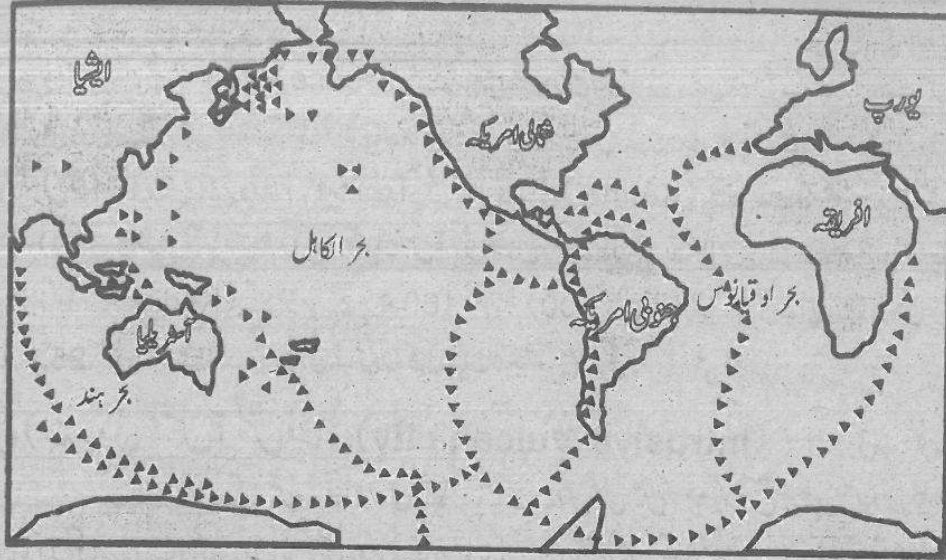 ایشیا
یورپ
شمالی امریکہ
افریقہ
بحر الکاہل
بحر اوقیانوس
جنوبی امریکہ
آسٹریلیا
بحر ہند